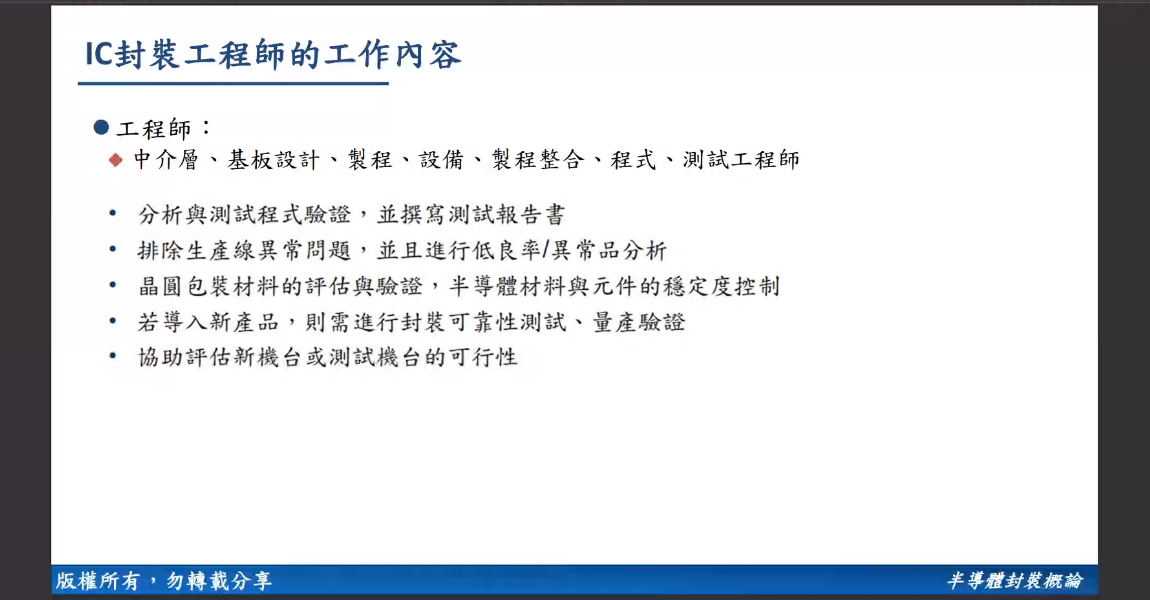 IC封裝工程師的工作內容
工程師：
中介層、基板設計、製程、設備、製程整合、程式、測試工程師
分析與測試程式驗證，並撰寫測試報告書
排除生產線異常問題，並且進行低良率/異常品分析
晶圓包裝材料的評估與驗證，半導體材料與元件的穩定度控制
若導入新產品，則需進行封裝可靠性測試、量產驗證
協助評估新機台或測試機台的可行性
版權所有，勿轉載分享
半導體封裝概論